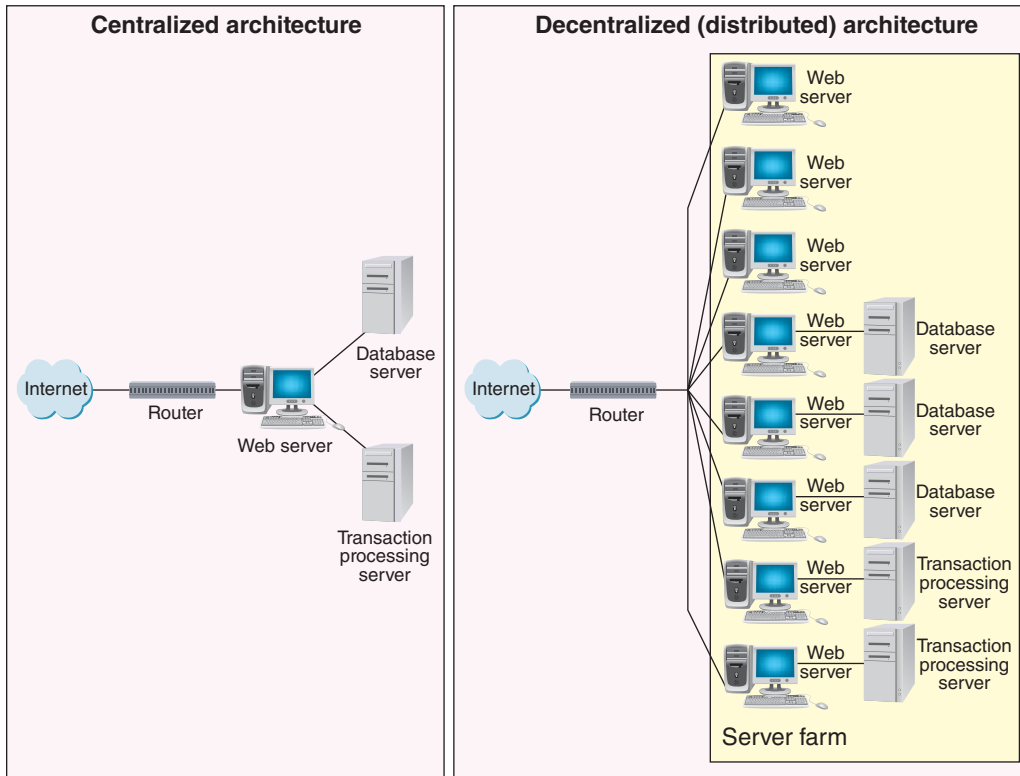 Centralized architecture
Internet
Router
Web server
Database
server
Transaction
processing
server
Decentralized (distributed) architecture
Internet
Router
Web
server
Web
server
Web
server
Web
server
Database
server
Web
server
Database
server
Web
server
Database
server
Web
server
Transaction
processing
server
Web
server
Transaction
processing
server
Server farm